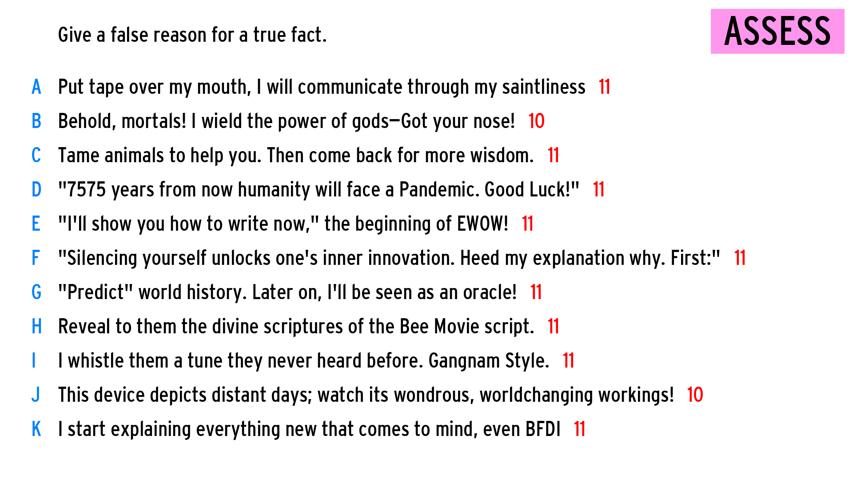 Give a false reason for a true fact.
ASSESS
A Put tape over my mouth, I will communicate through my saintliness 11
B Behold, mortals! I wield the power of gods—Got your nose! 10
C Tame animals to help you. Then come back for more wisdom. 11
D "7575 years from now humanity will face a Pandemic. Good Luck!" 11
E "I'll show you how to write now," the beginning of EWOW! 11
F "Silencing yourself unlocks one's inner innovation. Heed my explanation why. First:" 11
G "Predict" world history. Later on, I'll be seen as an oracle! 11
H Reveal to them the divine scriptures of the Bee Movie script. 11
I I whistle them a tune they never heard before. Gangnam Style. 11
J This device depicts distant days; watch its wondrous, worldchanging workings! 10
K I start explaining everything new that comes to mind, even BFDI 11